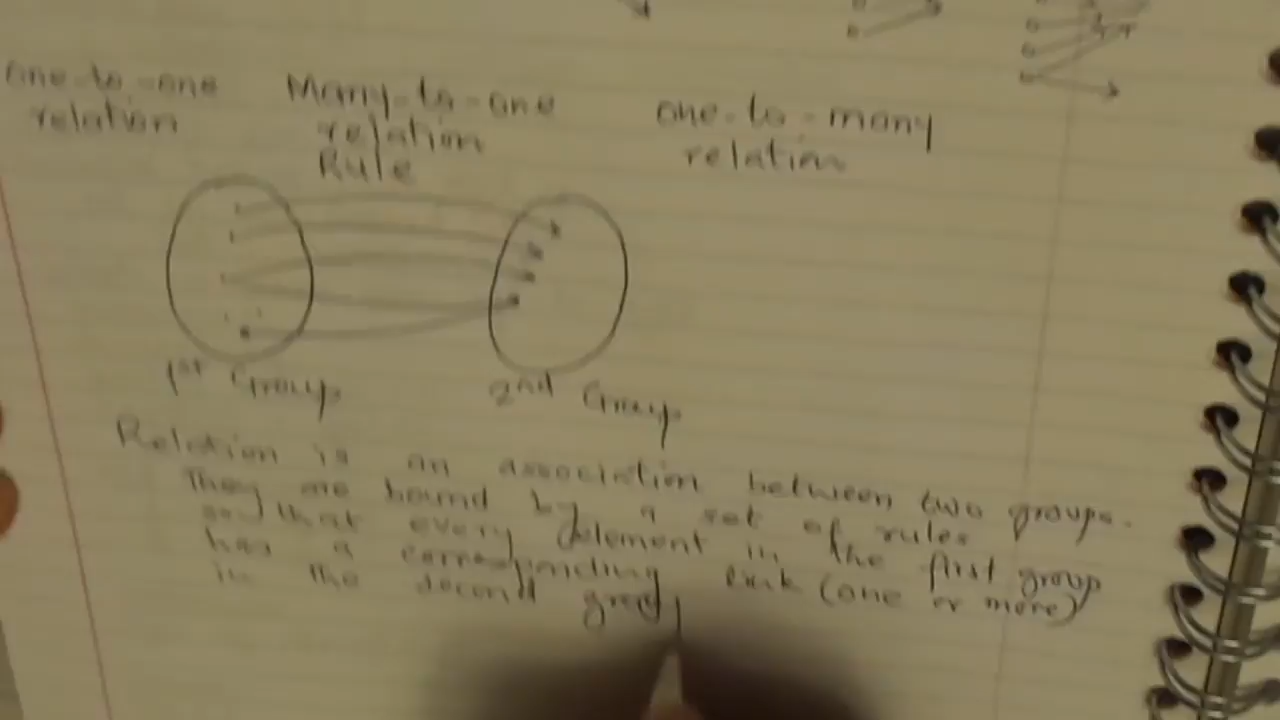 one-to-one Many-to-one one-to-many
relation relation relation
Rule
1st Group 2nd Group
Relation is an association between two groups.
They are bound by a set of rules
so that every element in the first group
has a corresponding link (one or more)
in the second group